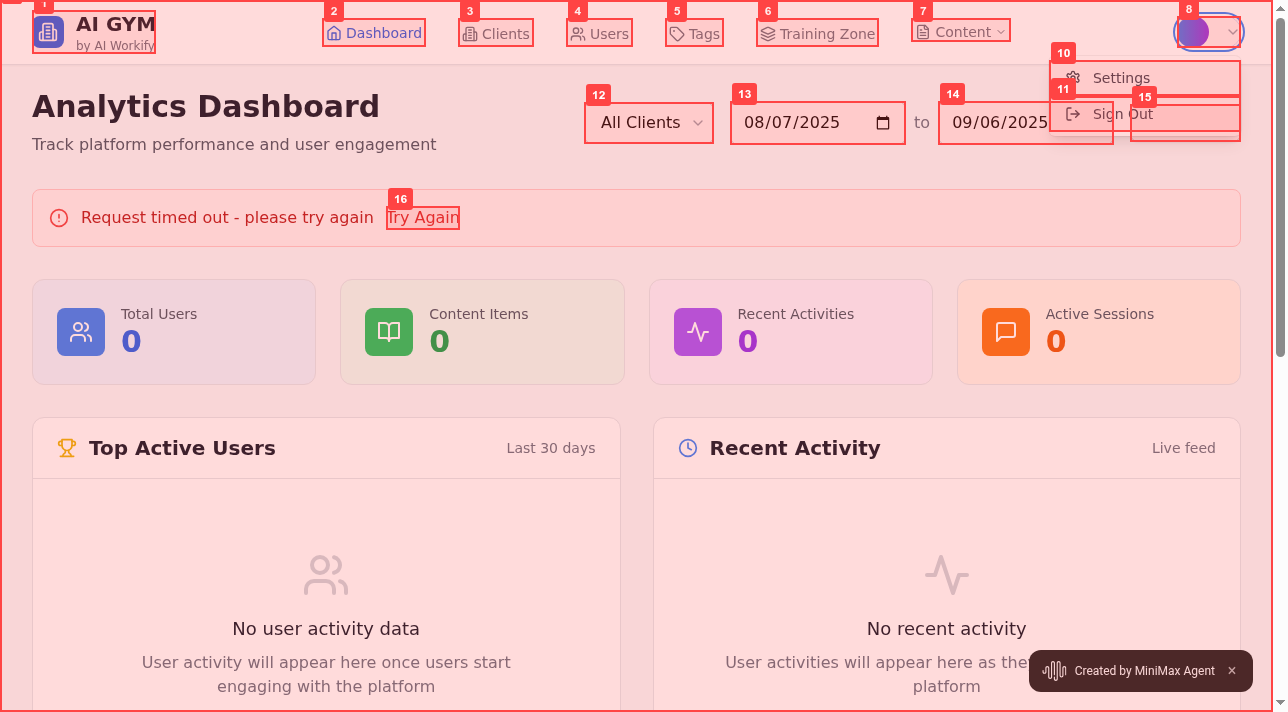 1
AI GYM
by AI Workify
2
Dashboard
3
Clients
4
Users
5
Tags
6
Training Zone
7
Content
8
10
Settings
11
Sign Out
15
Analytics Dashboard
Track platform performance and user engagement
12
All Clients
13
08/07/2025
to
14
09/06/2025
Request timed out - please try again
16
Try Again
Total Users
0
Content Items
0
Recent Activities
0
Active Sessions
0
Top Active Users
Last 30 days
Recent Activity
Live feed
No user activity data
User activity will appear here once users start
engaging with the platform
No recent activity
User activities will appear here as
platform
Created by MiniMax Agent